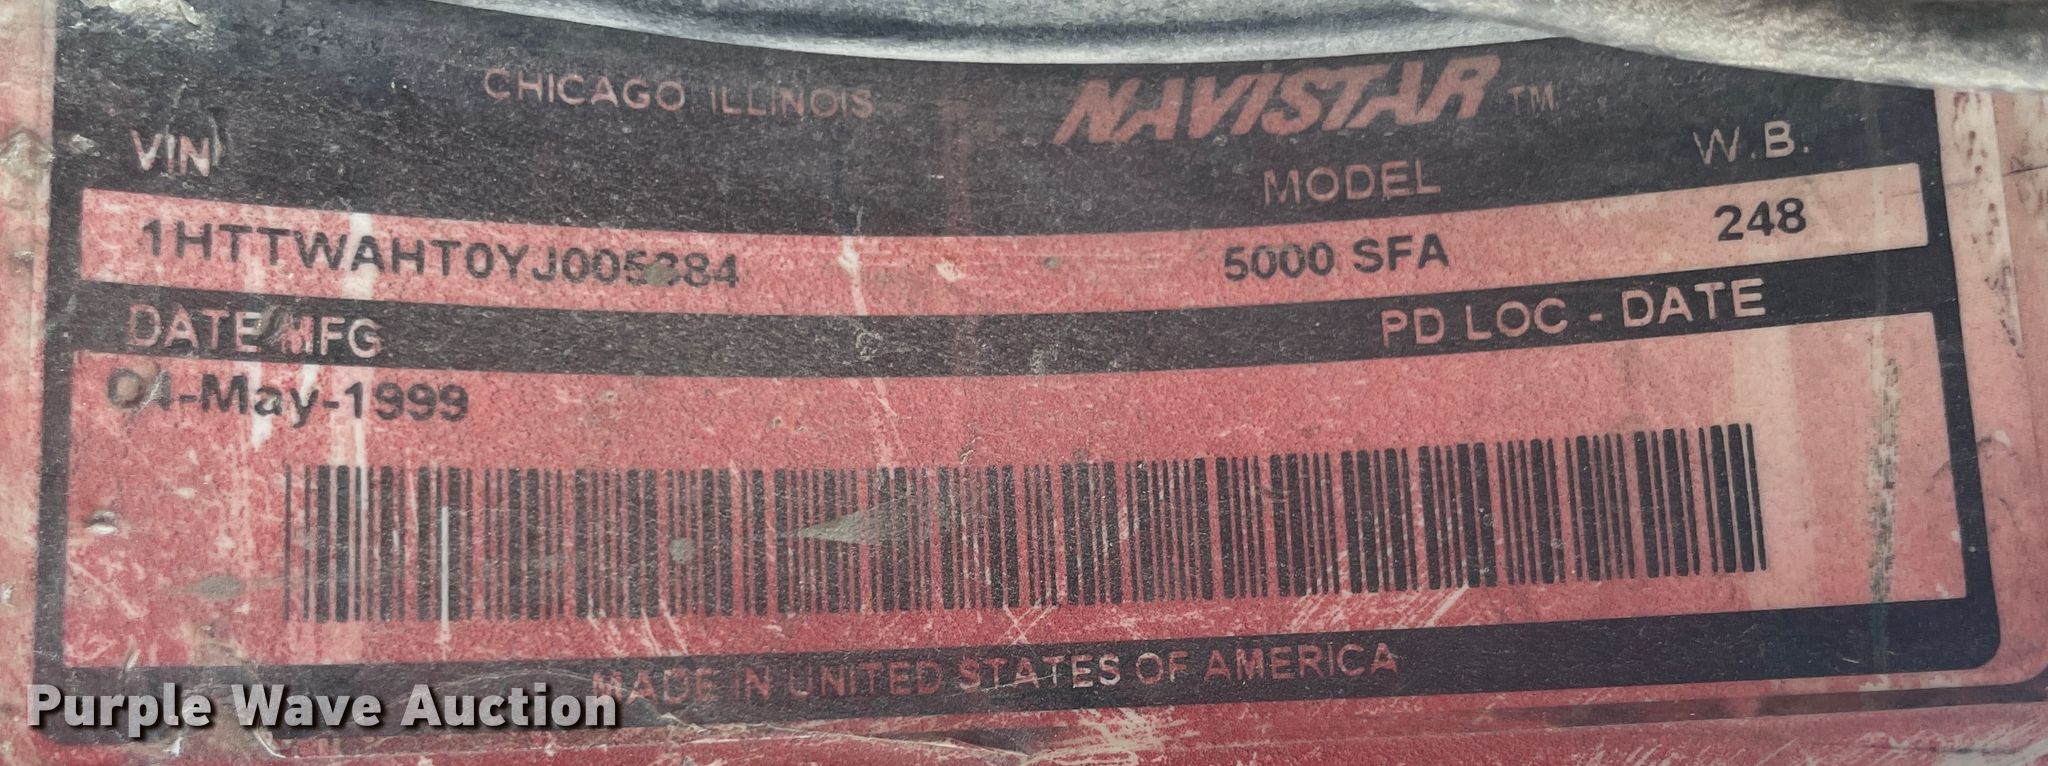 CHICAGO ILLINOIS
NAVISTAR ™
VIN MODEL W.B.
1HTTWAHT0YJ005384 5000 SFA 248
DATE MFG PD LOC - DATE
04-May-1999
MADE IN UNITED STATES OF AMERICA
Purple Wave Auction